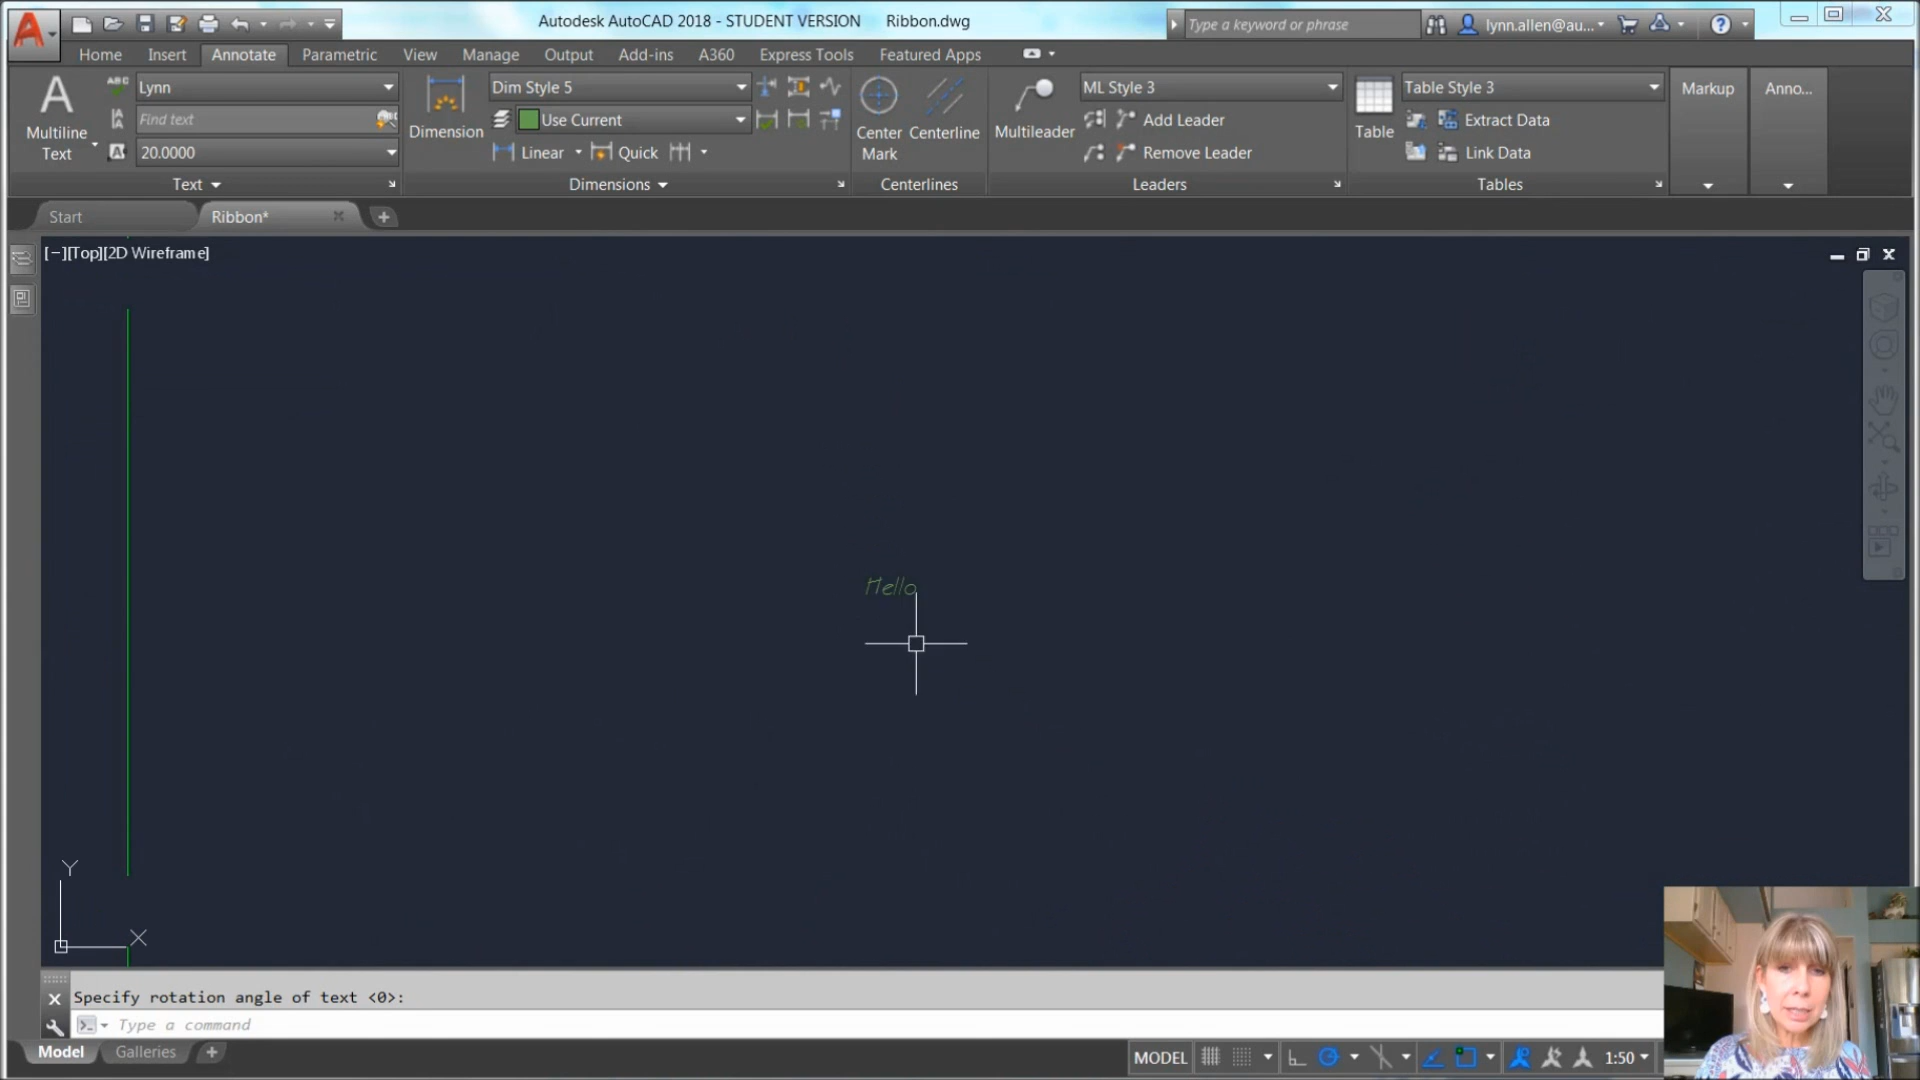 Autodesk AutoCAD 2018 - STUDENT VERSION Ribbon.dwg
Type a keyword or phrase
lynn.allen@au...
Home Insert Annotate Parametric View Manage Output Add-ins A360 Express Tools Featured Apps
Multiline Text
ABC
Lynn
Find text
20.0000
Text
Dimension
Dim Style 5
Use Current
Linear
Quick
Dimensions
Center Mark
Centerline
Centerlines
Multileader
ML Style 3
Add Leader
Remove Leader
Leaders
Table
Table Style 3
Extract Data
Link Data
Tables
Markup
Anno...
Start
Ribbon*
[−][Top][2D Wireframe]
Hello
Y
X
Specify rotation angle of text <0>:
Type a command
Model
Galleries
MODEL
1:50